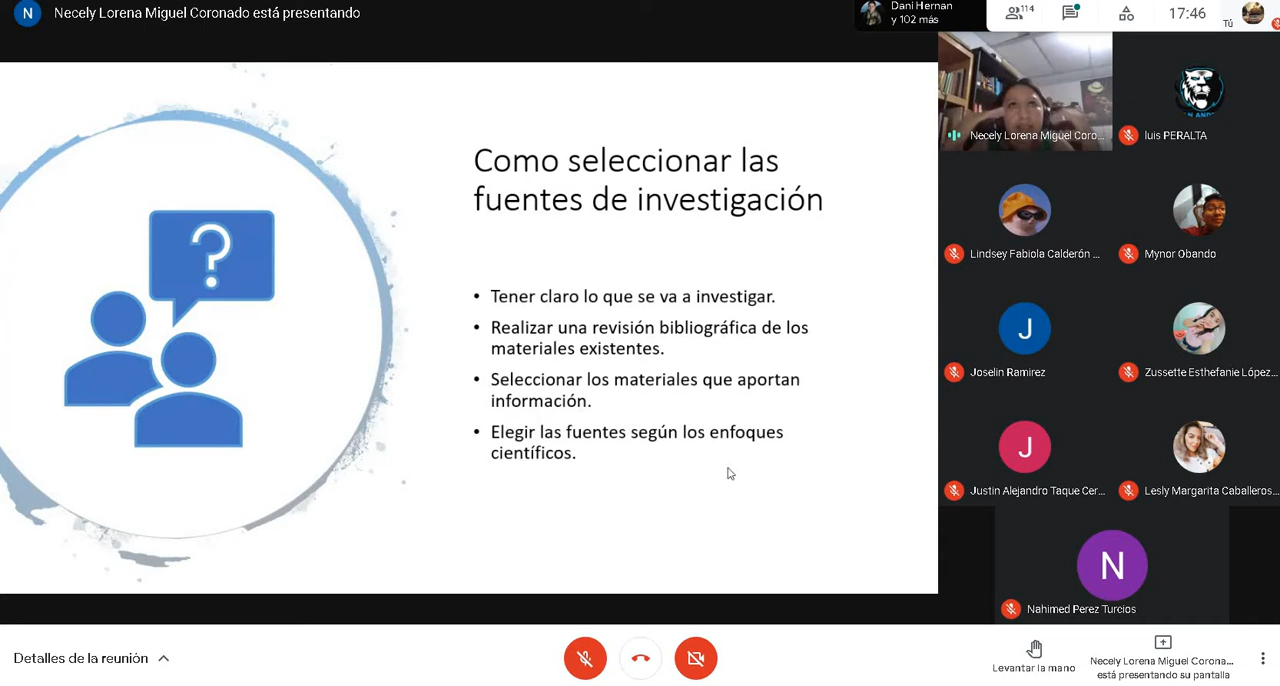 N
Necely Lorena Miguel Coronado está presentando
Dani Hernan
y 102 más
114
17:46
Tú
Como seleccionar las
fuentes de investigación
• Tener claro lo que se va a investigar.
• Realizar una revisión bibliográfica de los
materiales existentes.
• Seleccionar los materiales que aportan
información.
• Elegir las fuentes según los enfoques
científicos.
?
Necely Lorena Miguel Coro...
luis PERALTA
Lindsey Fabiola Calderón ...
Mynor Obando
J
Joselin Ramirez
Zussette Esthefanie López...
J
Justin Alejandro Taque Cer...
Lesly Margarita Caballeros...
N
Nahimed Perez Turcios
Detalles de la reunión
Levantar la mano
Necely Lorena Miguel Corona...
está presentando su pantalla